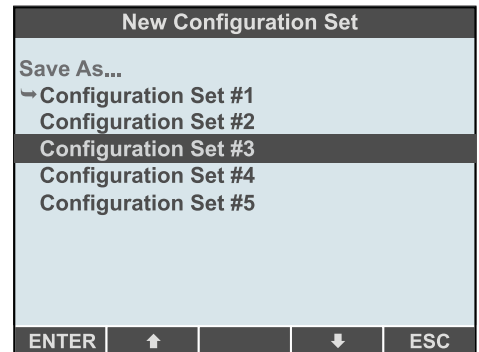 New Configuration Set
Save As...
Configuration Set #1
Configuration Set #2
Configuration Set #3
Configuration Set #4
Configuration Set #5
ENTER ESC